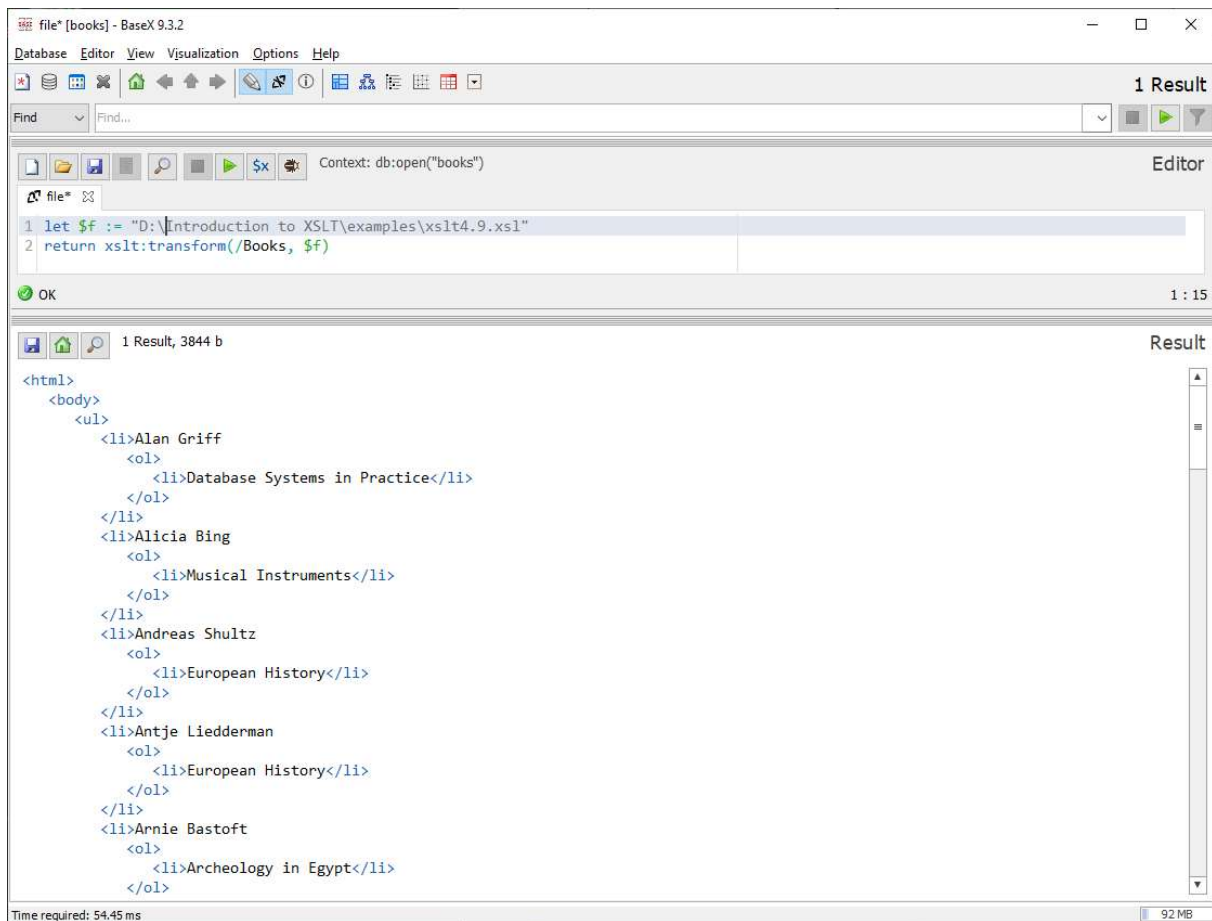 file* [books] - BaseX 9.3.2
Database Editor View Visualization Options Help
1 Result
Find Find...
Context: db:open("books") Editor
file*
1 let $f := "D:\Introduction to XSLT\examples\xslt4.9.xsl"
2 return xslt:transform(/Books, $f)
OK 1 : 15
1 Result, 3844 b Result
<html>
<body>
<ul>
<li>Alan Griff
<ol>
<li>Database Systems in Practice</li>
</ol>
</li>
<li>Alicia Bing
<ol>
<li>Musical Instruments</li>
</ol>
</li>
<li>Andreas Shultz
<ol>
<li>European History</li>
</ol>
</li>
<li>Antje Liedderman
<ol>
<li>European History</li>
</ol>
</li>
<li>Arnie Bastoft
<ol>
<li>Archeology in Egypt</li>
</ol>
Time required: 54.45 ms 92 MB